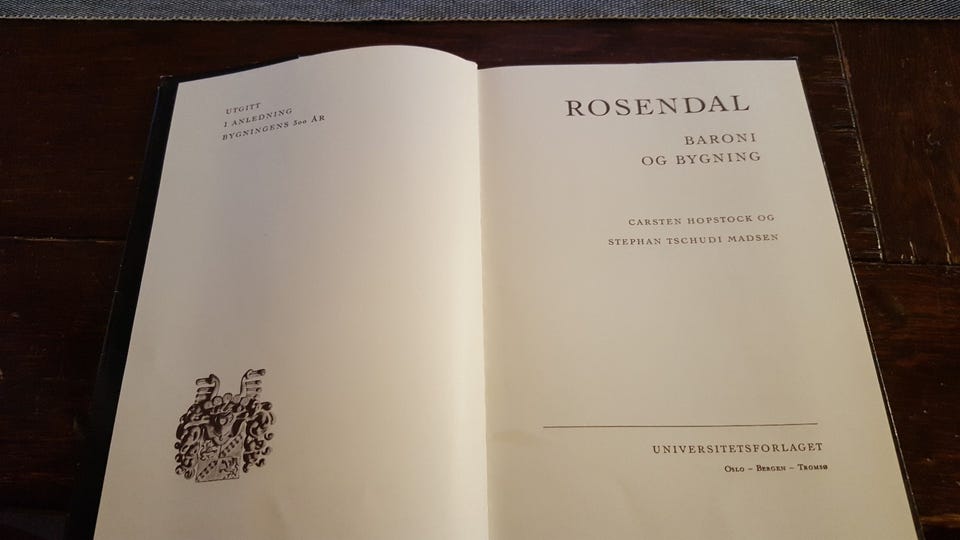 UTGITT
I ANLEDNING
BYGNINGENS 300 ÅR
ROSENDAL
BARONI
OG BYGNING
CARSTEN HOPSTOCK OG
STEPHAN TSCHUDI MADSEN
UNIVERSITETSFORLAGET
OSLO – BERGEN – TROMSØ